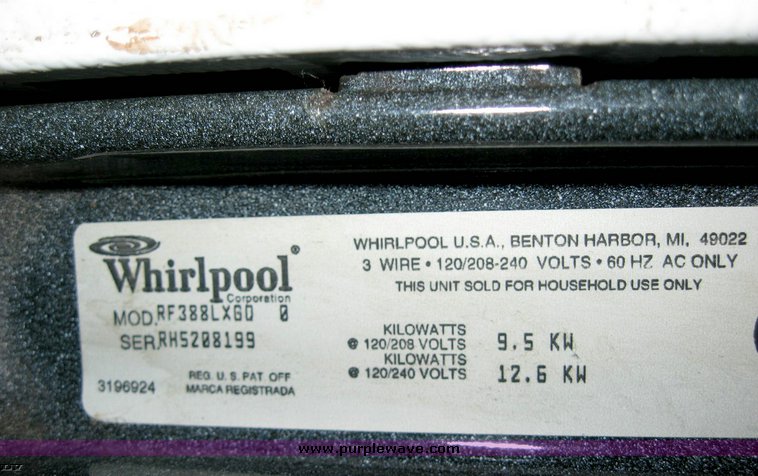 Whirlpool®
Corporation
MOD. RF388LXGQ 0
SER. RH5208199
3196924
REG. U.S. PAT OFF
MARCA REGISTRADA
WHIRLPOOL U.S.A., BENTON HARBOR, MI, 49022
3 WIRE • 120/208-240 VOLTS • 60 HZ AC ONLY
THIS UNIT SOLD FOR HOUSEHOLD USE ONLY
KILOWATTS
@ 120/208 VOLTS 9.5 KW
KILOWATTS
@ 120/240 VOLTS 12.6 KW
www.purplewave.com